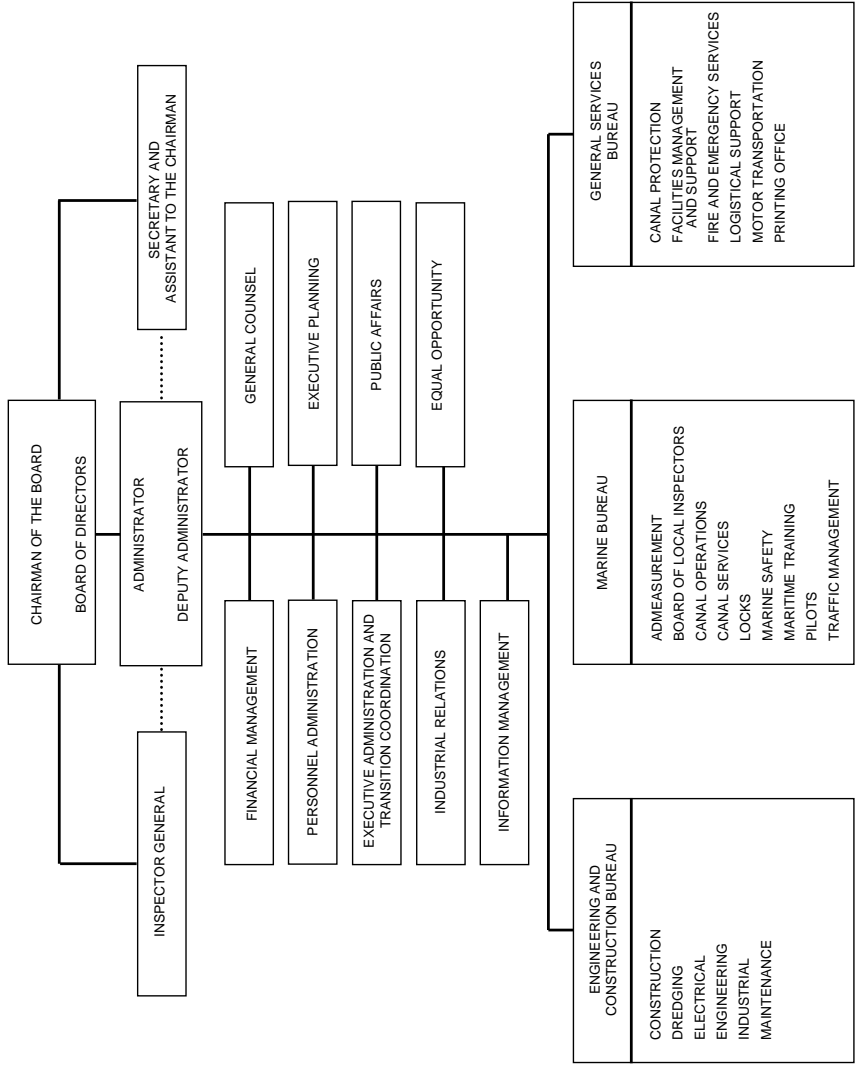 CHAIRMAN OF THE BOARD
BOARD OF DIRECTORS
INSPECTOR GENERAL
ADMINISTRATOR
DEPUTY ADMINISTRATOR
SECRETARY AND
ASSISTANT TO THE CHAIRMAN
FINANCIAL MANAGEMENT
GENERAL COUNSEL
PERSONNEL ADMINISTRATION
EXECUTIVE PLANNING
EXECUTIVE ADMINISTRATION AND
TRANSITION COORDINATION
PUBLIC AFFAIRS
INDUSTRIAL RELATIONS
EQUAL OPPORTUNITY
INFORMATION MANAGEMENT
ENGINEERING AND
CONSTRUCTION BUREAU
CONSTRUCTION
DREDGING
ELECTRICAL
ENGINEERING
INDUSTRIAL
MAINTENANCE
MARINE BUREAU
ADMEASUREMENT
BOARD OF LOCAL INSPECTORS
CANAL OPERATIONS
CANAL SERVICES
LOCKS
MARINE SAFETY
MARITIME TRAINING
PILOTS
TRAFFIC MANAGEMENT
GENERAL SERVICES
BUREAU
CANAL PROTECTION
FACILITIES MANAGEMENT
AND SUPPORT
FIRE AND EMERGENCY SERVICES
LOGISTICAL SUPPORT
MOTOR TRANSPORTATION
PRINTING OFFICE